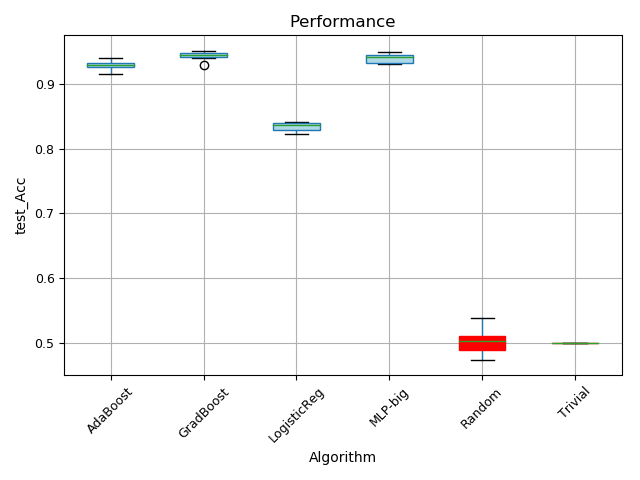 Performance
test_Acc
0.9
0.8
0.7
0.6
0.5
AdaBoost
GradBoost
LogisticReg
MLP-big
Random
Trivial
Algorithm